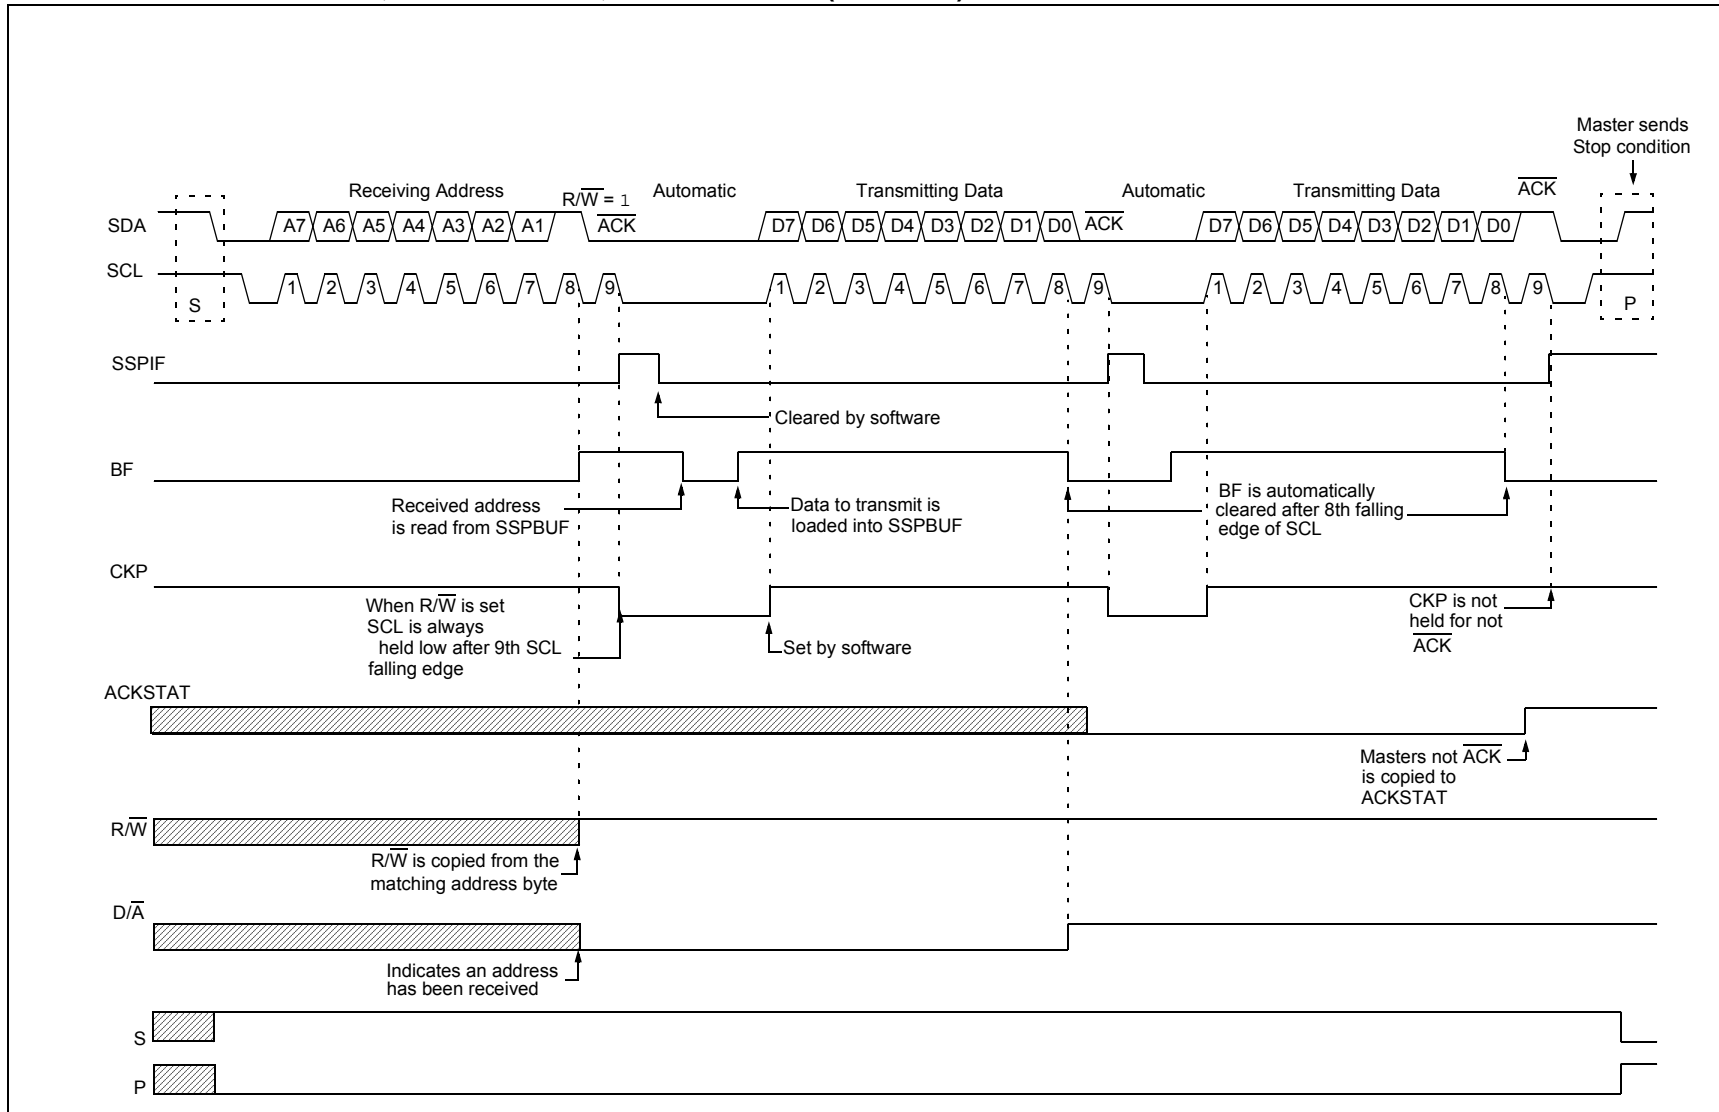 Master sends
Stop condition
Receiving Address
R/W̅ = 1
Automatic
Transmitting Data
Automatic
Transmitting Data
A̅C̅K̅
SDA
A7 A6 A5 A4 A3 A2 A1
A̅C̅K̅
D7 D6 D5 D4 D3 D2 D1 D0
A̅C̅K̅
D7 D6 D5 D4 D3 D2 D1 D0
SCL
S
1 2 3 4 5 6 7 8 9
1 2 3 4 5 6 7 8 9
1 2 3 4 5 6 7 8 9
P
SSPIF
Cleared by software
BF
Received address
is read from SSPBUF
Data to transmit is
loaded into SSPBUF
BF is automatically
cleared after 8th falling
edge of SCL
CKP
When R/W̅ is set
SCL is always
held low after 9th SCL
falling edge
Set by software
CKP is not
held for not
A̅C̅K̅
ACKSTAT
Masters not A̅C̅K̅
is copied to
ACKSTAT
R/W̅
R/W̅ is copied from the
matching address byte
D/A̅
Indicates an address
has been received
S
P